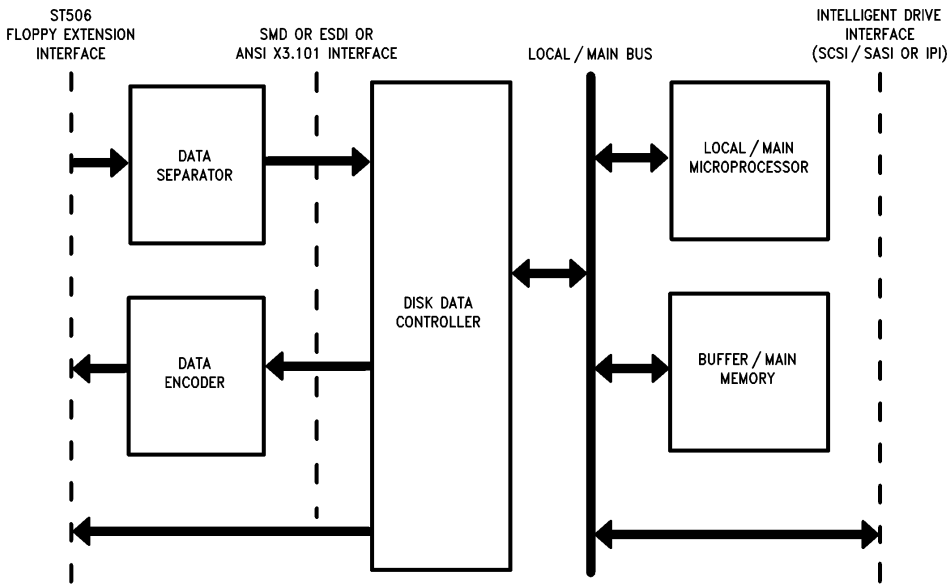 ST506
FLOPPY EXTENSION
INTERFACE
SMD OR ESDI OR
ANSI X3.101 INTERFACE
LOCAL / MAIN BUS
INTELLIGENT DRIVE
INTERFACE
(SCSI / SASI OR IPI)
DATA
SEPARATOR
LOCAL / MAIN
MICROPROCESSOR
DISK DATA
CONTROLLER
DATA
ENCODER
BUFFER / MAIN
MEMORY